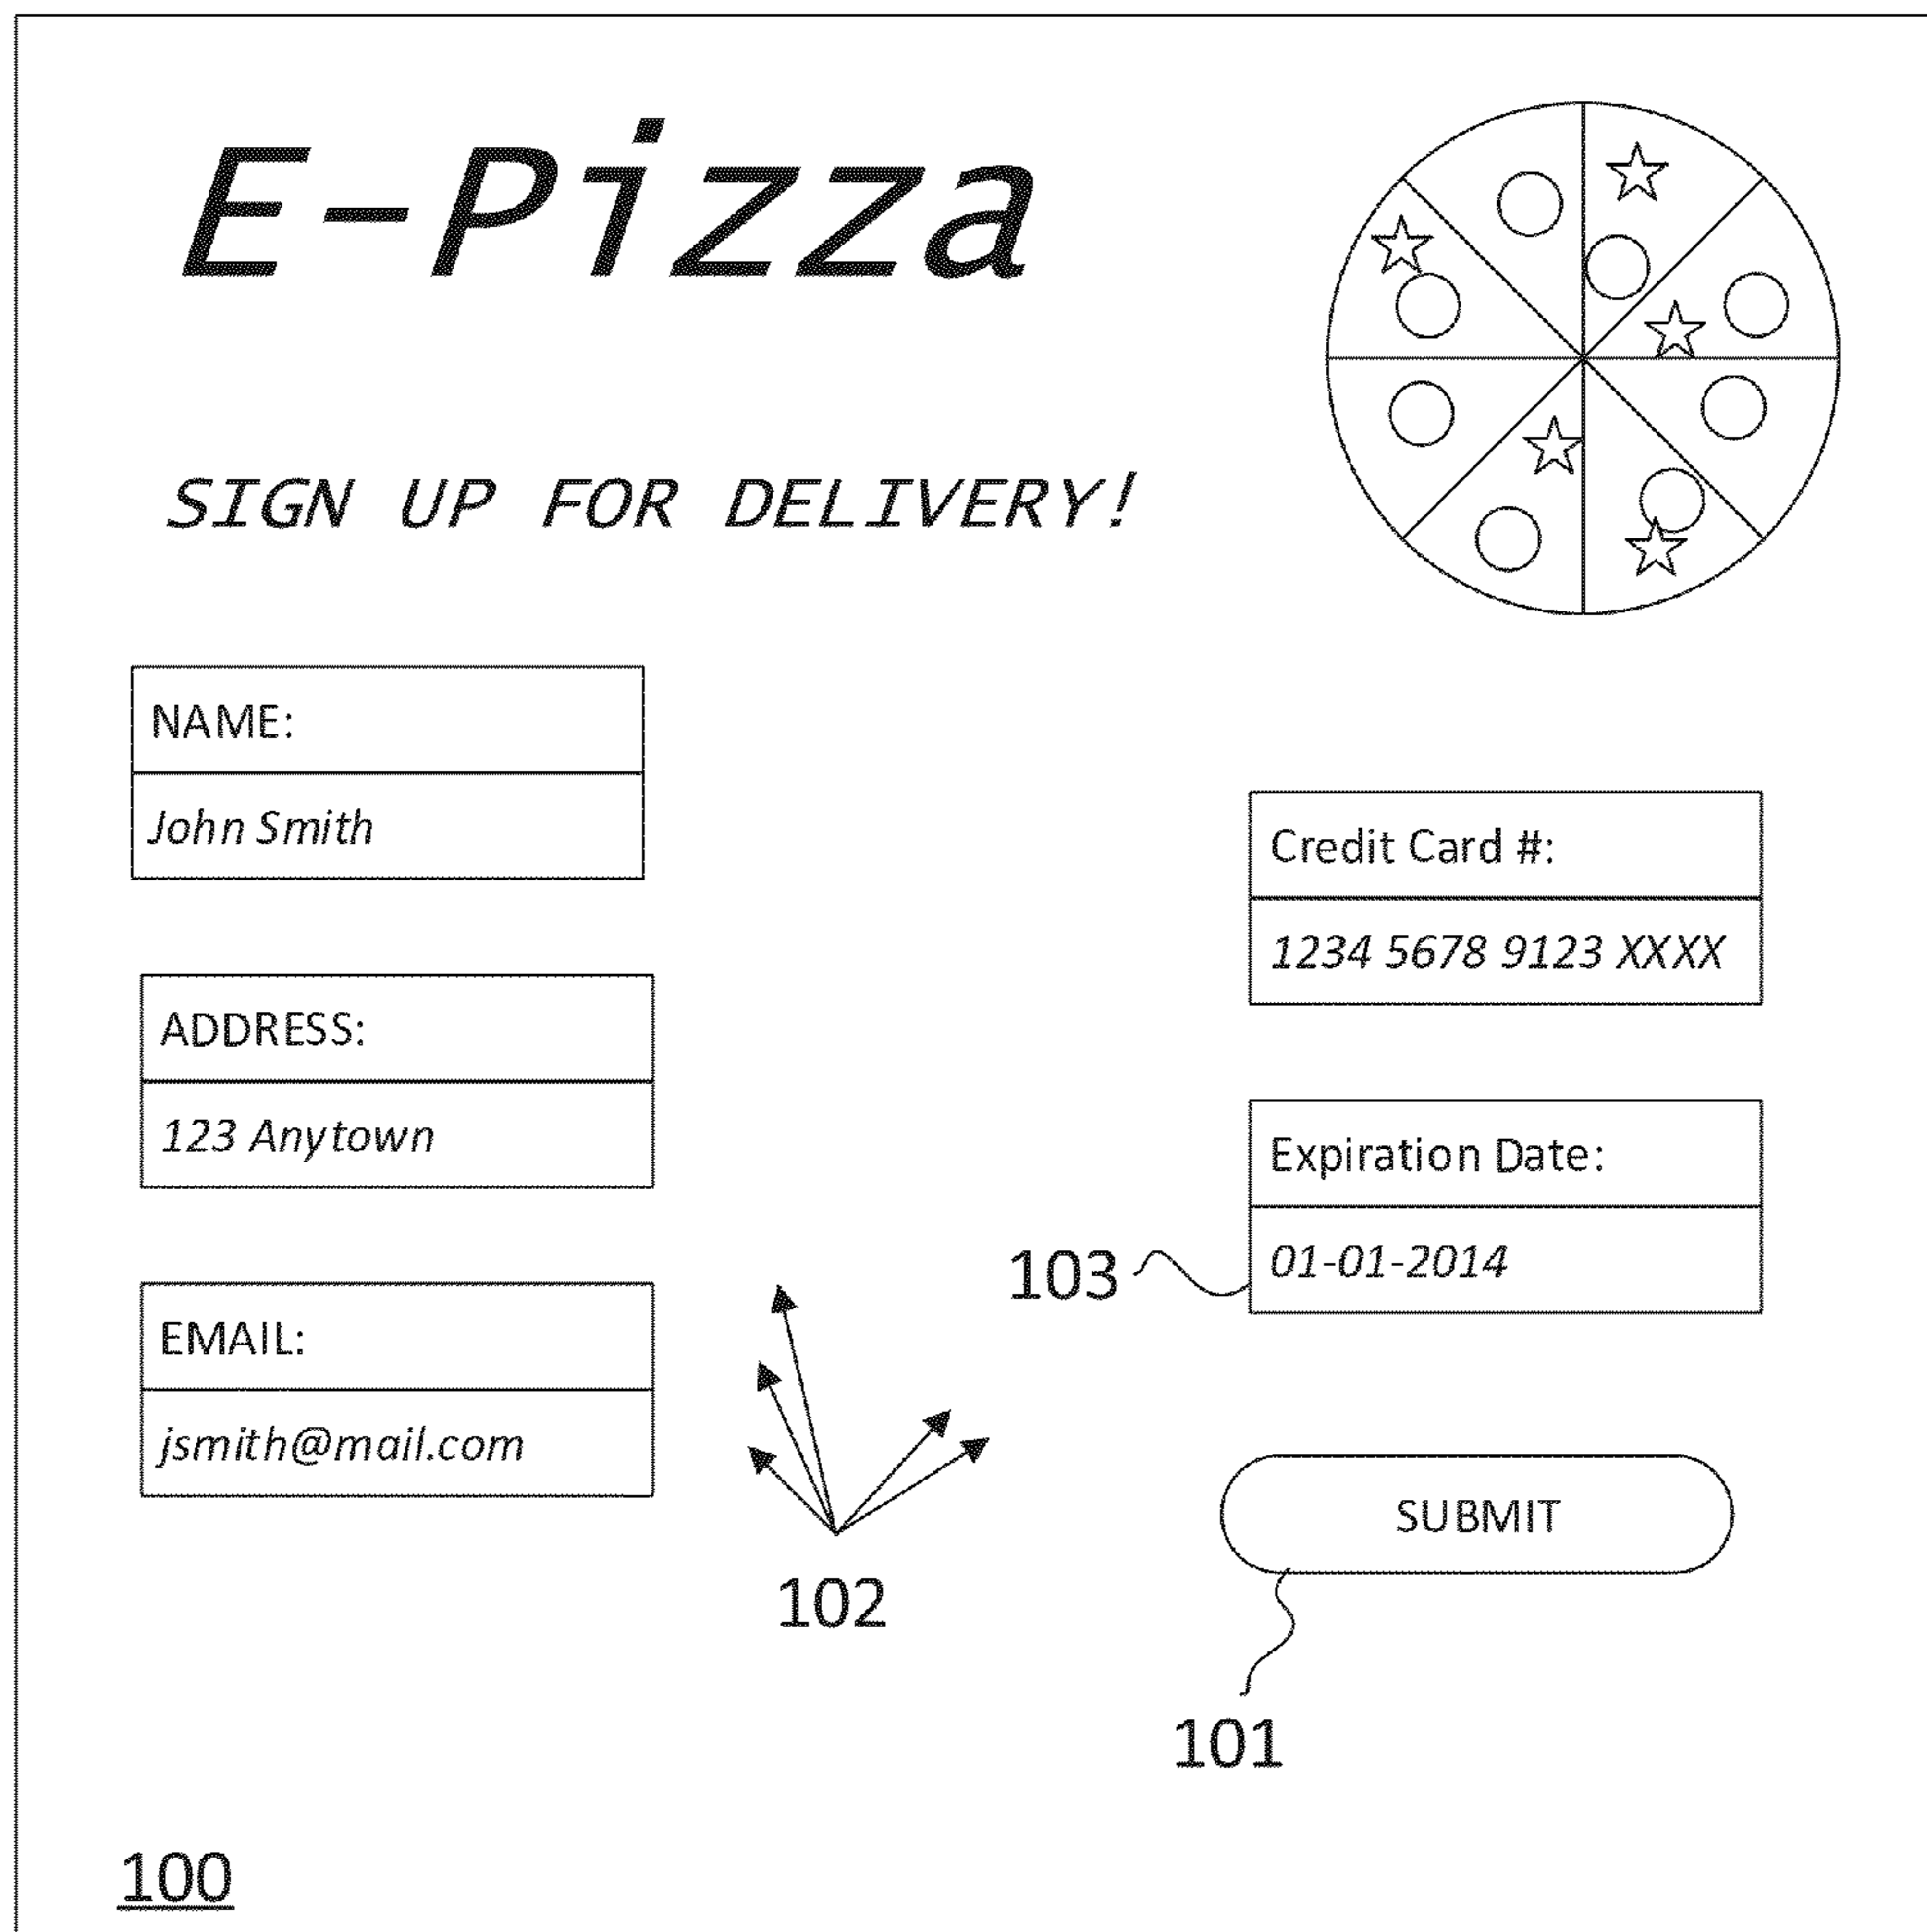 E-Pizza
SIGN UP FOR DELIVERY!
NAME:
John Smith
ADDRESS:
123 Anytown
EMAIL:
jsmith@mail.com
Credit Card #:
1234 5678 9123 XXXX
Expiration Date:
01-01-2014
103
SUBMIT
102
101
100